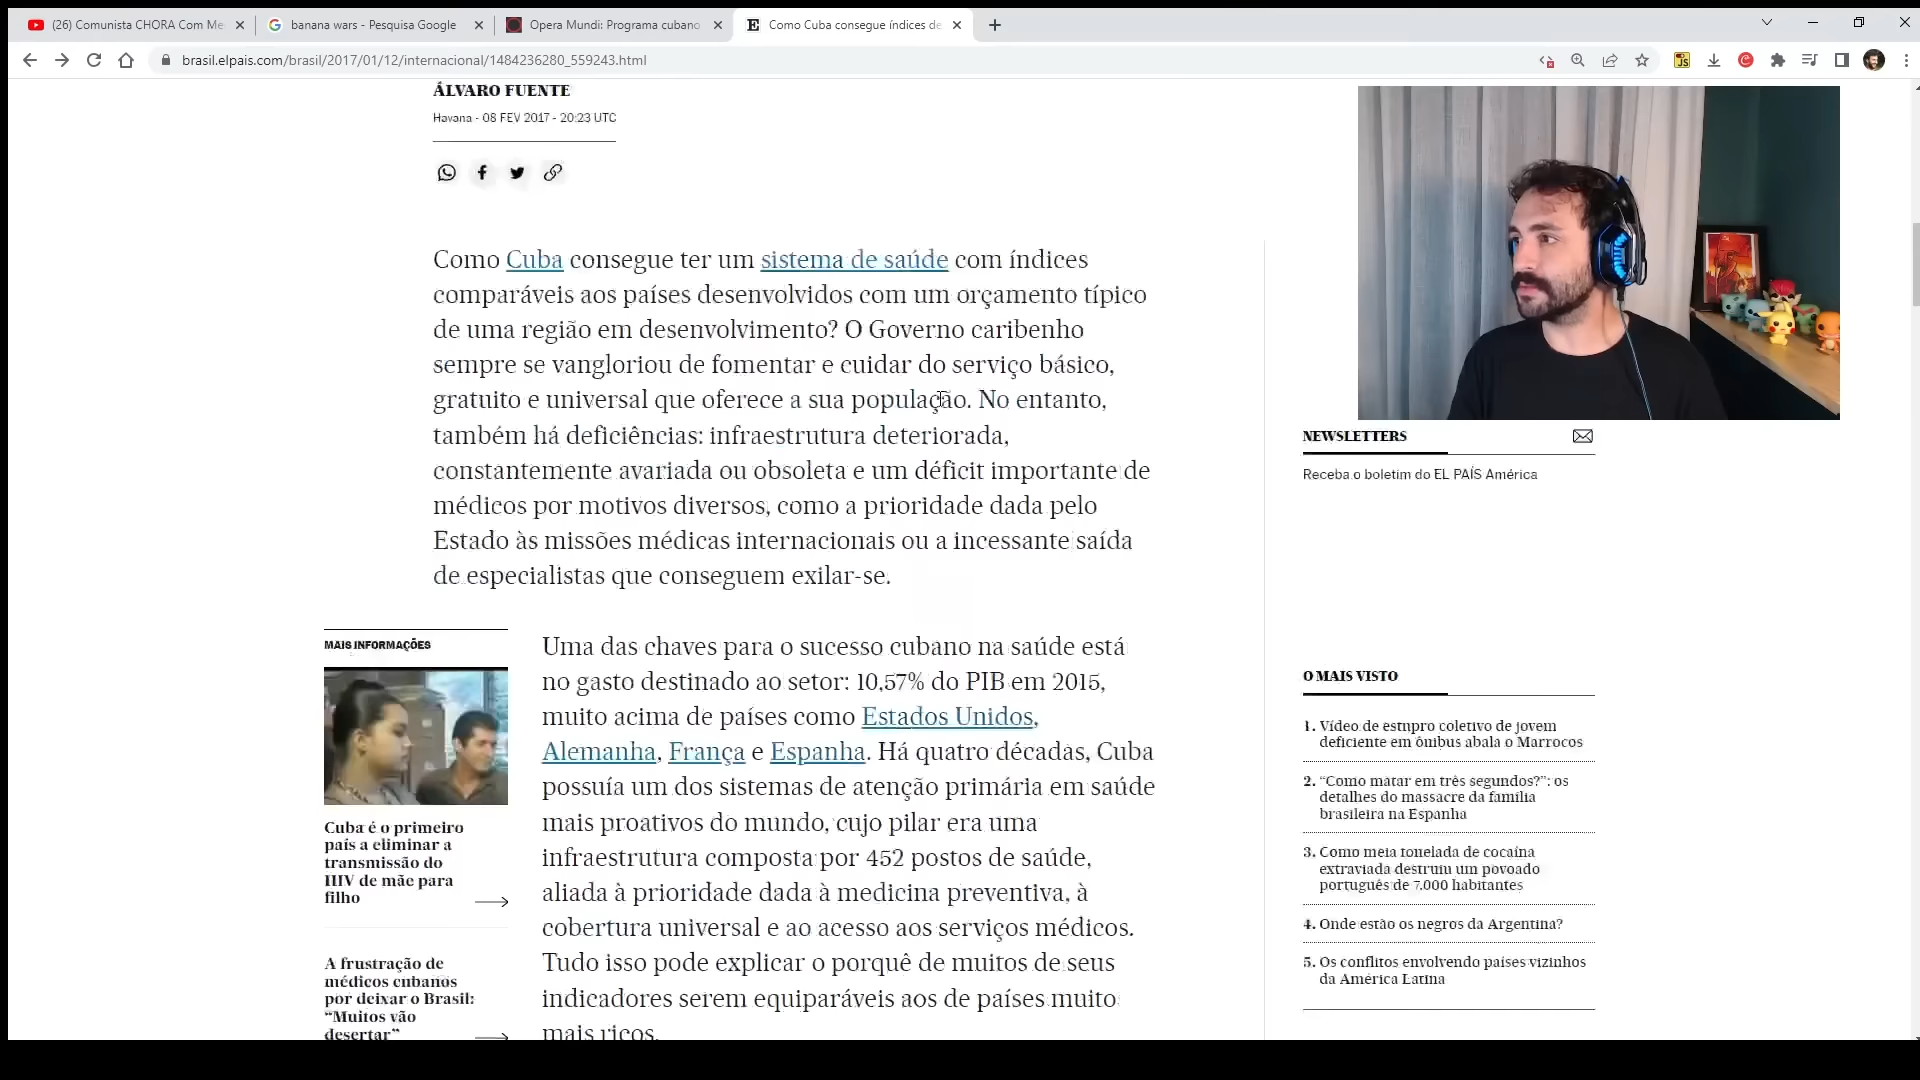 (26) Comunista CHORA Com Me
banana wars - Pesquisa Google
Opera Mundi: Programa cubano
Como Cuba consegue índices de
brasil.elpais.com/brasil/2017/01/12/internacional/1484236280_559243.html
ÁLVARO FUENTE
Havana - 08 FEV 2017 - 20:23 UTC
Como Cuba consegue ter um sistema de saúde com índices
comparáveis aos países desenvolvidos com um orçamento típico
de uma região em desenvolvimento? O Governo caribenho
sempre se vangloriou de fomentar e cuidar do serviço básico,
gratuito e universal que oferece a sua população. No entanto,
também há deficiências: infraestrutura deteriorada,
constantemente avariada ou obsoleta e um déficit importante de
médicos por motivos diversos, como a prioridade dada pelo
Estado às missões médicas internacionais ou a incessante saída
de especialistas que conseguem exilar-se.
MAIS INFORMAÇÕES
Cuba é o primeiro
país a eliminar a
transmissão do
HIV de mãe para
filho
A frustração de
médicos cubanos
por deixar o Brasil:
“Muitos vão
desertar”
Uma das chaves para o sucesso cubano na saúde está
no gasto destinado ao setor: 10,57% do PIB em 2015,
muito acima de países como Estados Unidos,
Alemanha, França e Espanha. Há quatro décadas, Cuba
possuía um dos sistemas de atenção primária em saúde
mais proativos do mundo, cujo pilar era uma
infraestrutura composta por 452 postos de saúde,
aliada à prioridade dada à medicina preventiva, à
cobertura universal e ao acesso aos serviços médicos.
Tudo isso pode explicar o porquê de muitos de seus
indicadores serem equiparáveis aos de países muito
mais ricos.
NEWSLETTERS
Receba o boletim do EL PAÍS América
O MAIS VISTO
1. Vídeo de estupro coletivo de jovem
deficiente em ônibus abala o Marrocos
2. “Como matar em três segundos?”: os
detalhes do massacre da família
brasileira na Espanha
3. Como meia tonelada de cocaína
extraviada destruiu um povoado
português de 7.000 habitantes
4. Onde estão os negros da Argentina?
5. Os conflitos envolvendo países vizinhos
da América Latina